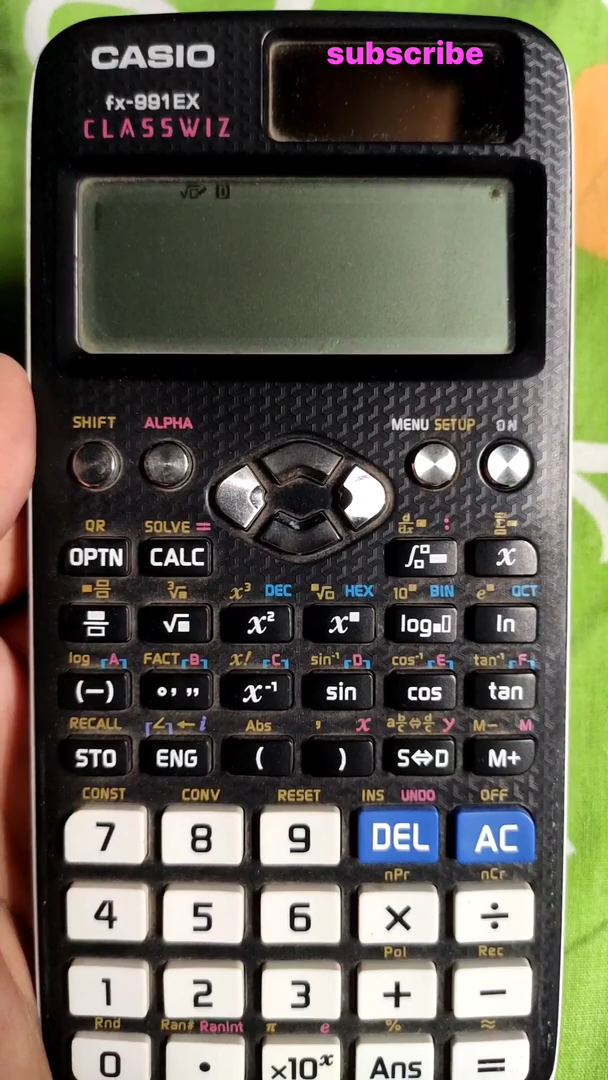 subscribe
CASIO
fx-991EX
CLASSWIZ
√ D
SHIFT ALPHA MENU SETUP ON
QR SOLVE = d/dx■ : Σ■
OPTN CALC ∫■ x
■■/■ ³√■ x³ DEC ■√□ HEX 10■ BIN e■ OCT
■/□ √■ x² x■ log■□ ln
log A FACT B x! C sin⁻¹ D cos⁻¹ E tan⁻¹ F
(−) ° ’ ” x⁻¹ sin cos tan
RECALL ∠ ← i Abs , x a b/c⇔d/c y M− M
STO ENG ( ) S⇔D M+
CONST CONV RESET INS UNDO OFF
7 8 9 DEL AC
nPr nCr
4 5 6 × ÷
Pol Rec
1 2 3 + −
Rnd Ran# RanInt π e % ≈
0 • ×10ˣ Ans =